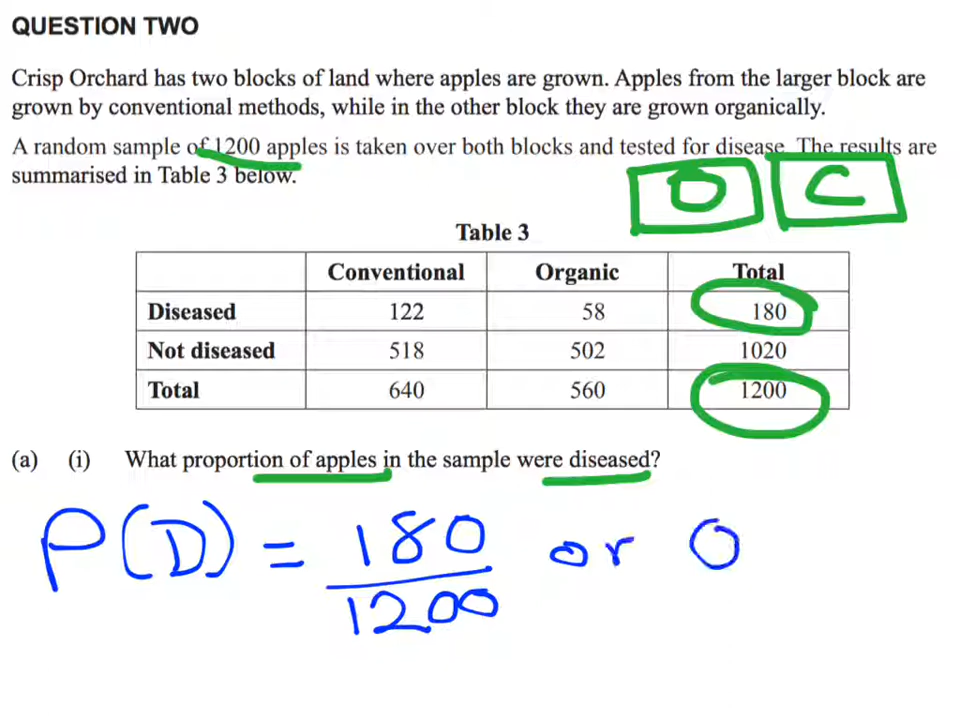 QUESTION TWO
Crisp Orchard has two blocks of land where apples are grown. Apples from the larger block are
grown by conventional methods, while in the other block they are grown organically.
A random sample of 1200 apples is taken over both blocks and tested for disease. The results are
summarised in Table 3 below.
O C
Table 3
Conventional Organic Total
Diseased 122 58 180
Not diseased 518 502 1020
Total 640 560 1200
(a) (i) What proportion of apples in the sample were diseased?
P(D) = 180/1200 or 0